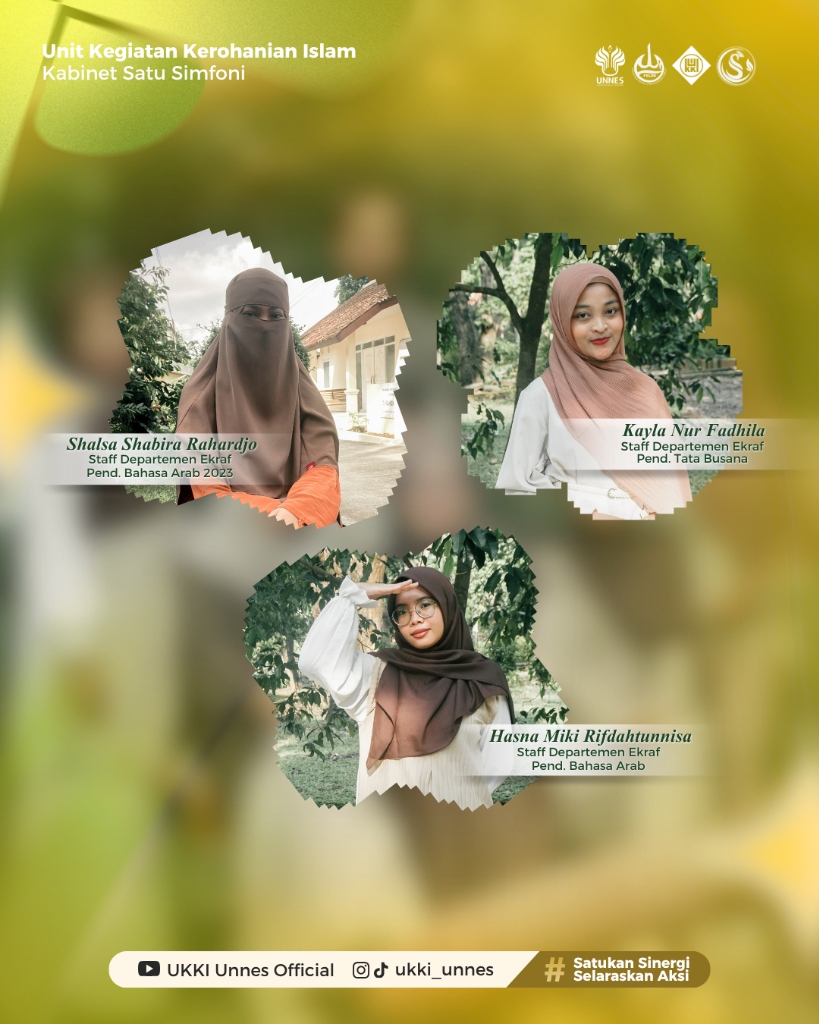 Unit Kegiatan Kerohanian Islam
Kabinet Satu Simfoni
UNNES
UKKI
Shalsa Shabira Rahardjo
Staff Departemen Ekraf
Pend. Bahasa Arab 2023
Kayla Nur Fadhila
Staff Departemen Ekraf
Pend. Tata Busana
Hasna Miki Rifdahtunnisa
Staff Departemen Ekraf
Pend. Bahasa Arab
UKKI Unnes Official
ukki_unnes
# Satukan Sinergi
Selaraskan Aksi